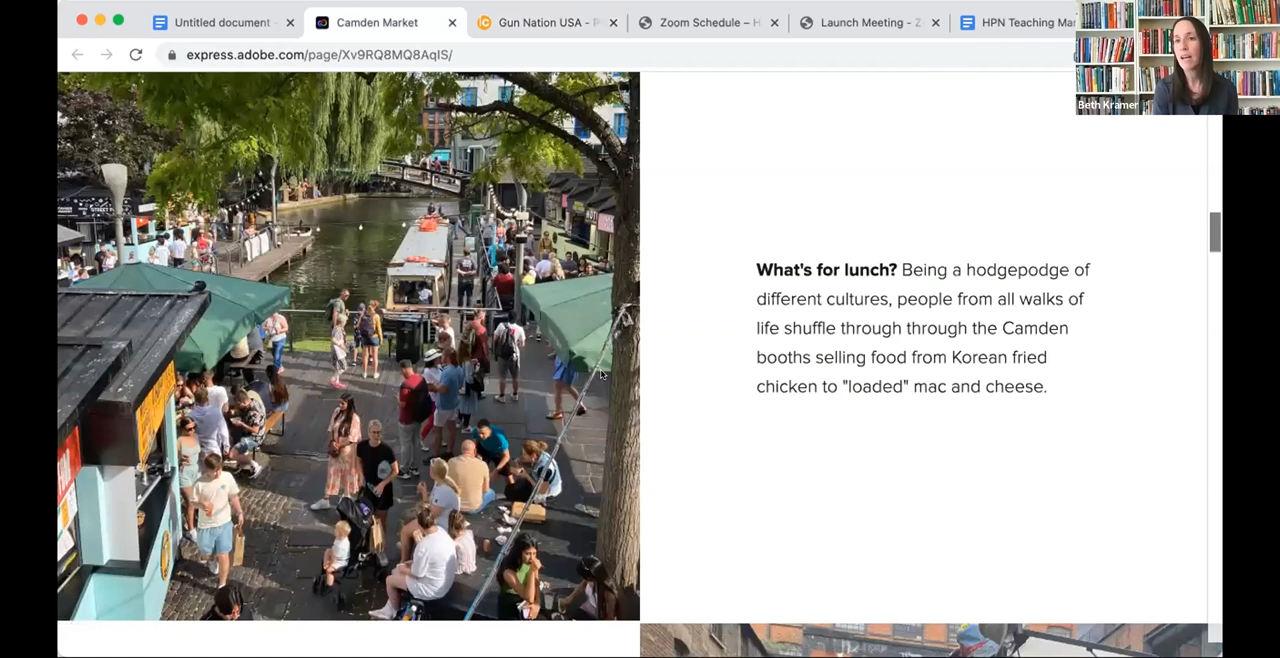 Untitled document
Camden Market
Gun Nation USA - P
Zoom Schedule – H
Launch Meeting - Z
HPN Teaching Ma
express.adobe.com/page/Xv9RQ8MQ8AqIS/
Beth Kramer
What's for lunch? Being a hodgepodge of
different cultures, people from all walks of
life shuffle through through the Camden
booths selling food from Korean fried
chicken to "loaded" mac and cheese.